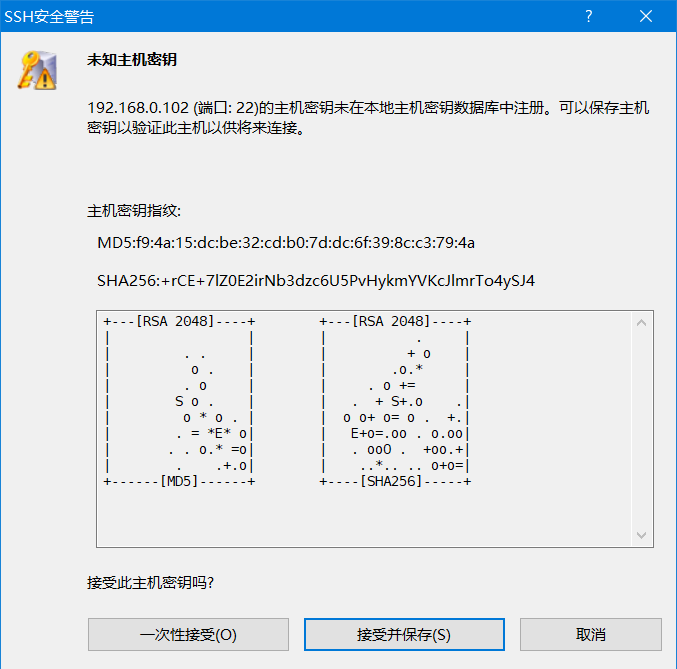 SSH安全警告
未知主机密钥
192.168.0.102 (端口: 22)的主机密钥未在本地主机密钥数据库中注册。可以保存主机
密钥以验证此主机以供将来连接。
主机密钥指纹:
MD5:f9:4a:15:dc:be:32:cd:b0:7d:dc:6f:39:8c:c3:79:4a
SHA256:+rCE+7lZ0E2irNb3dzc6U5PvHykmYVKcJlmrTo4ySJ4
+---[RSA 2048]----+        +---[RSA 2048]----+
|                 |        |           .     |
|         . .     |        |          + o    |
|          o .    |        |        .o.*     |
|         . o     |        |     . o +=      |
|        S o .    |        |   .  + S+.o    .|
|         o * o . |        |  o o+ o= o .  +.|
|        . = *E* o|        |   E+o=.oo . o.oo|
|       . . o.* =o|        |   . ooO .  +oo.+|
|        .    .+.o|        |    ..*.. .. o+o=|
+------[MD5]------+        +----[SHA256]-----+
接受此主机密钥吗?
一次性接受(O)
接受并保存(S)
取消